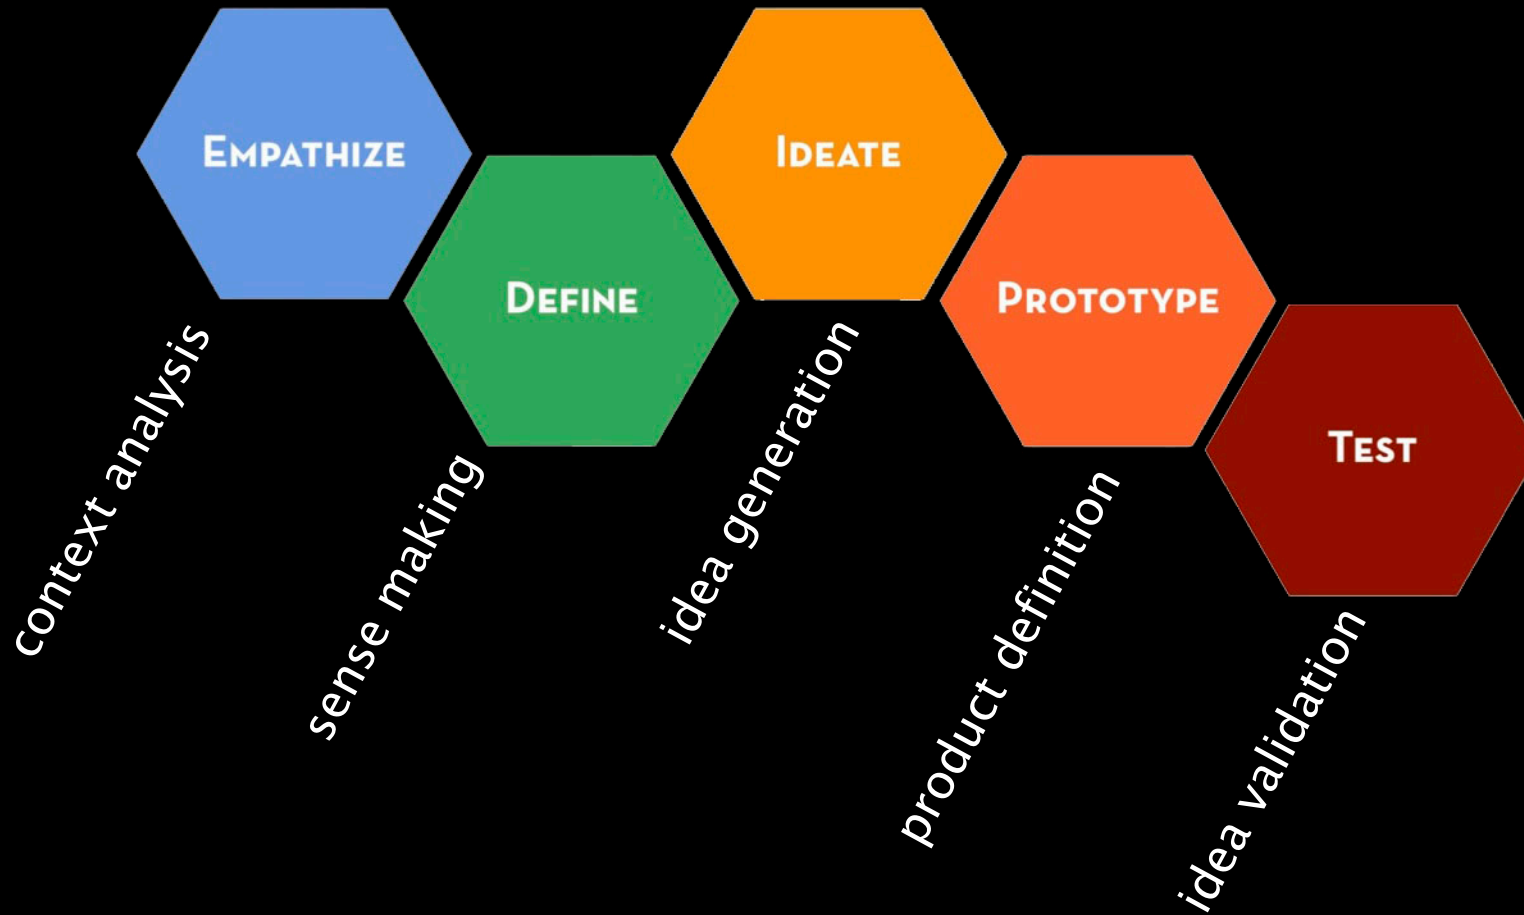 EMPATHIZE
DEFINE
IDEATE
PROTOTYPE
TEST
context analysis
sense making
idea generation
product definition
idea validation